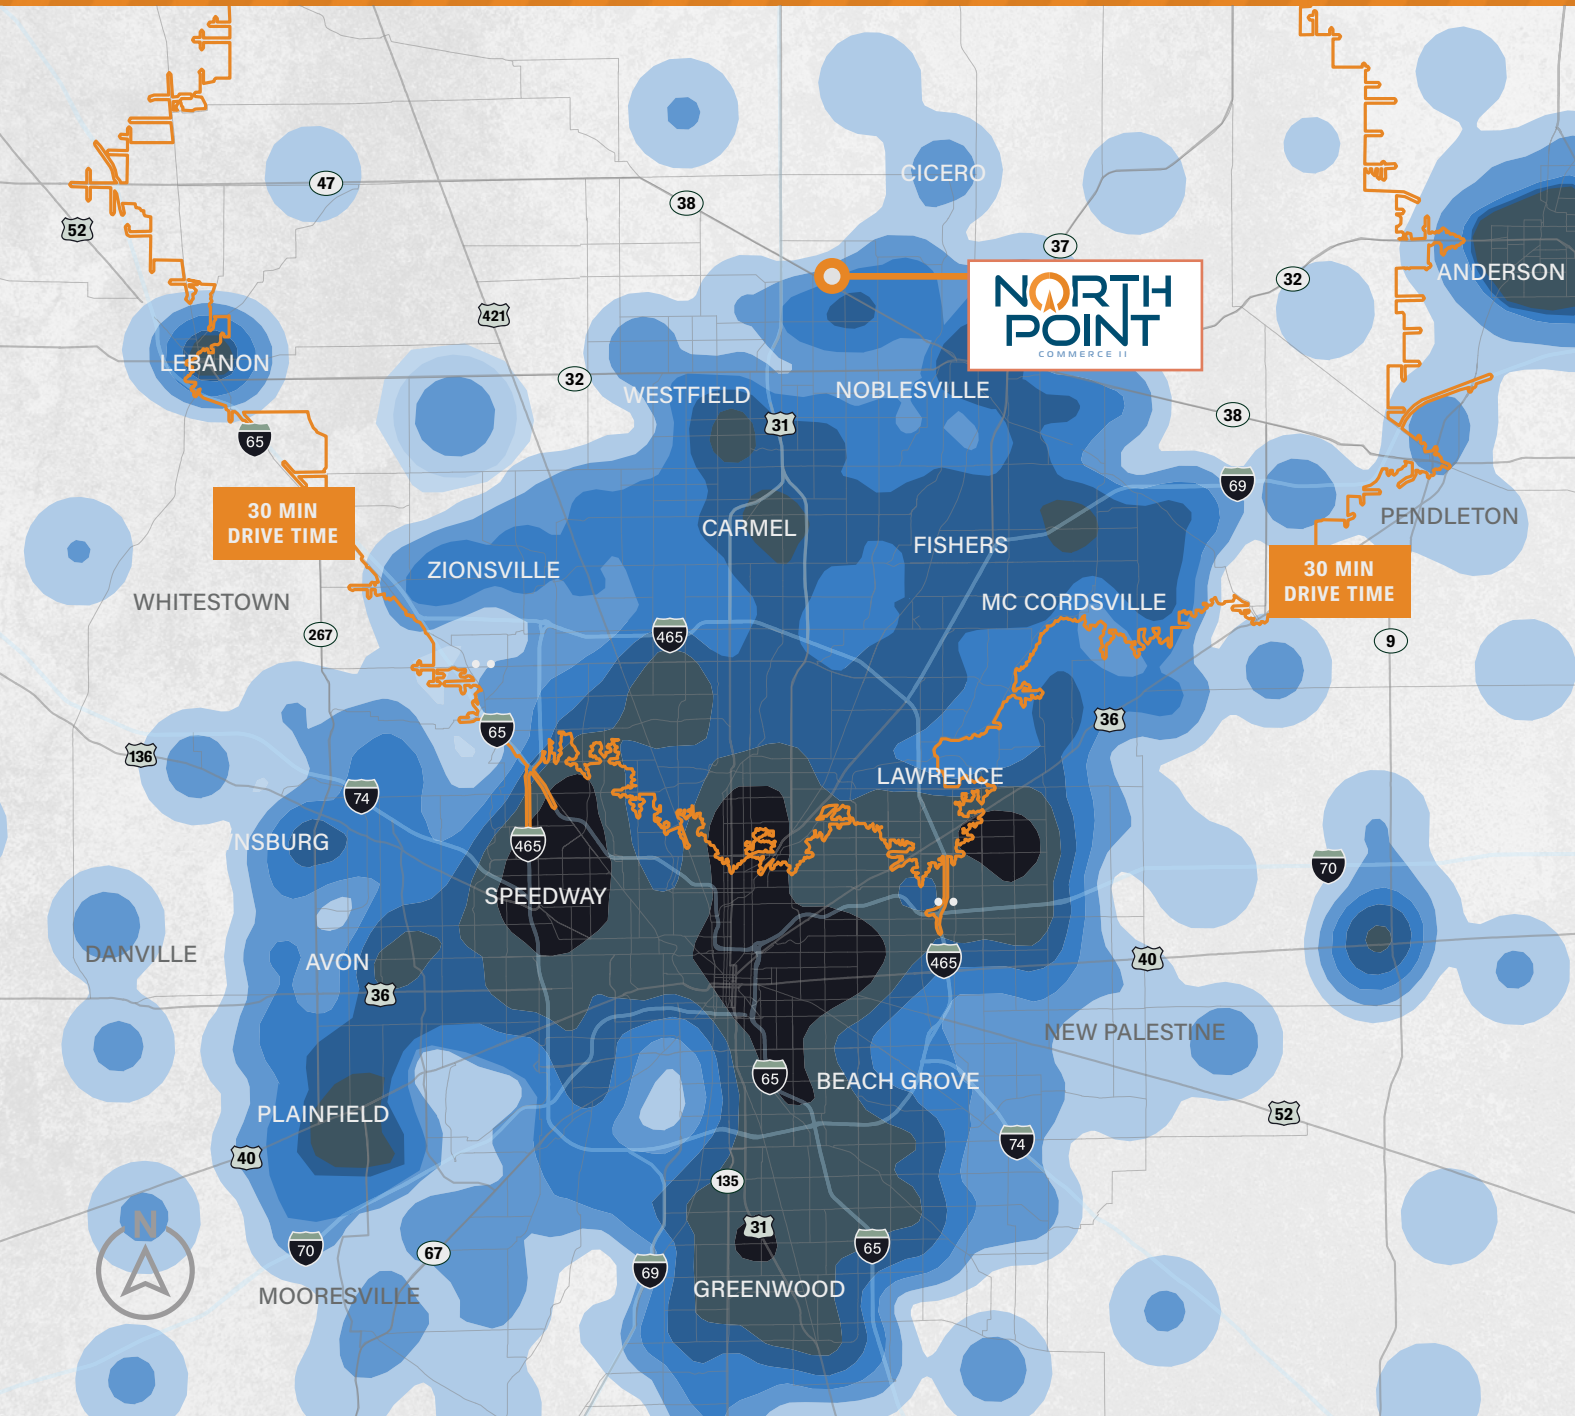 CICERO
47
38
52
37
32
ANDERSON
NORTH
POINT
COMMERCE II
421
LEBANON
32
WESTFIELD
NOBLESVILLE
38
31
65
69
30 MIN
DRIVE TIME
CARMEL
FISHERS
PENDLETON
ZIONSVILLE
30 MIN
DRIVE TIME
WHITESTOWN
MC CORDSVILLE
267
465
9
65
36
136
74
LAWRENCE
NSBURG
465
70
SPEEDWAY
DANVILLE
AVON
465
40
36
NEW PALESTINE
65
BEACH GROVE
PLAINFIELD
52
74
40
135
N
31
70
67
65
69
GREENWOOD
MOORESVILLE